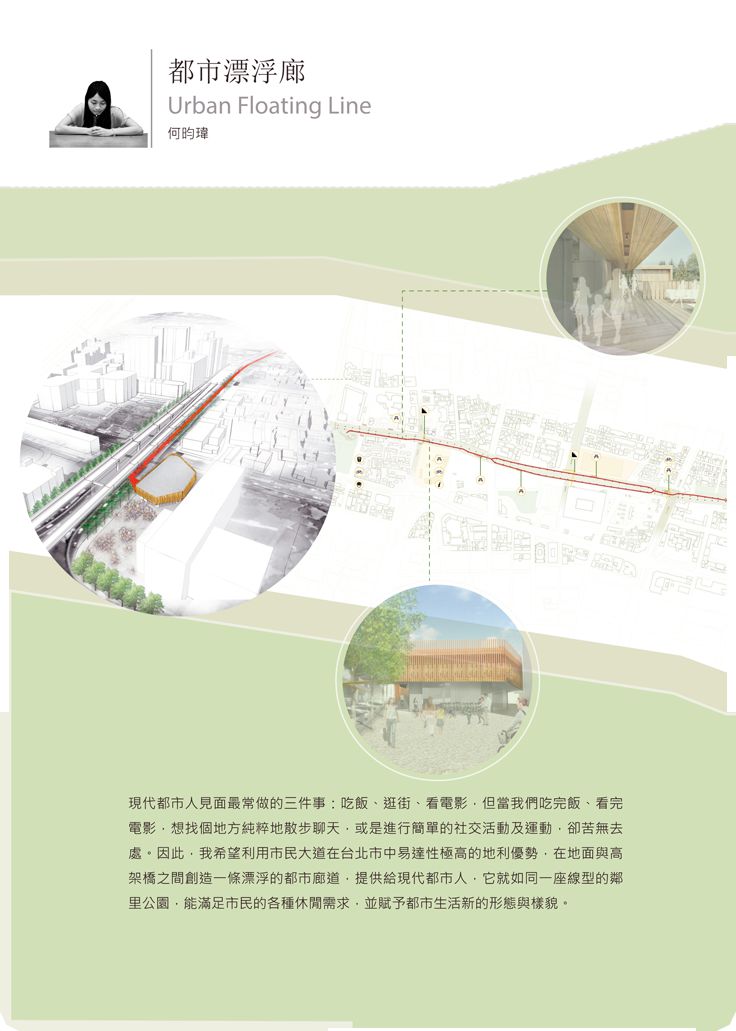 都市漂浮廊
Urban Floating Line
何昀瑋
現代都市人見面最常做的三件事：吃飯、逛街、看電影，但當我們吃完飯、看完
電影，想找個地方純粹地散步聊天，或是進行簡單的社交活動及運動，卻苦無去
處。因此，我希望利用市民大道在台北市中易達性極高的地利優勢，在地面與高
架橋之間創造一條漂浮的都市廊道，提供給現代都市人，它就如同一座線型的鄰
里公園，能滿足市民的各種休閒需求，並賦予都市生活新的形態與樣貌。